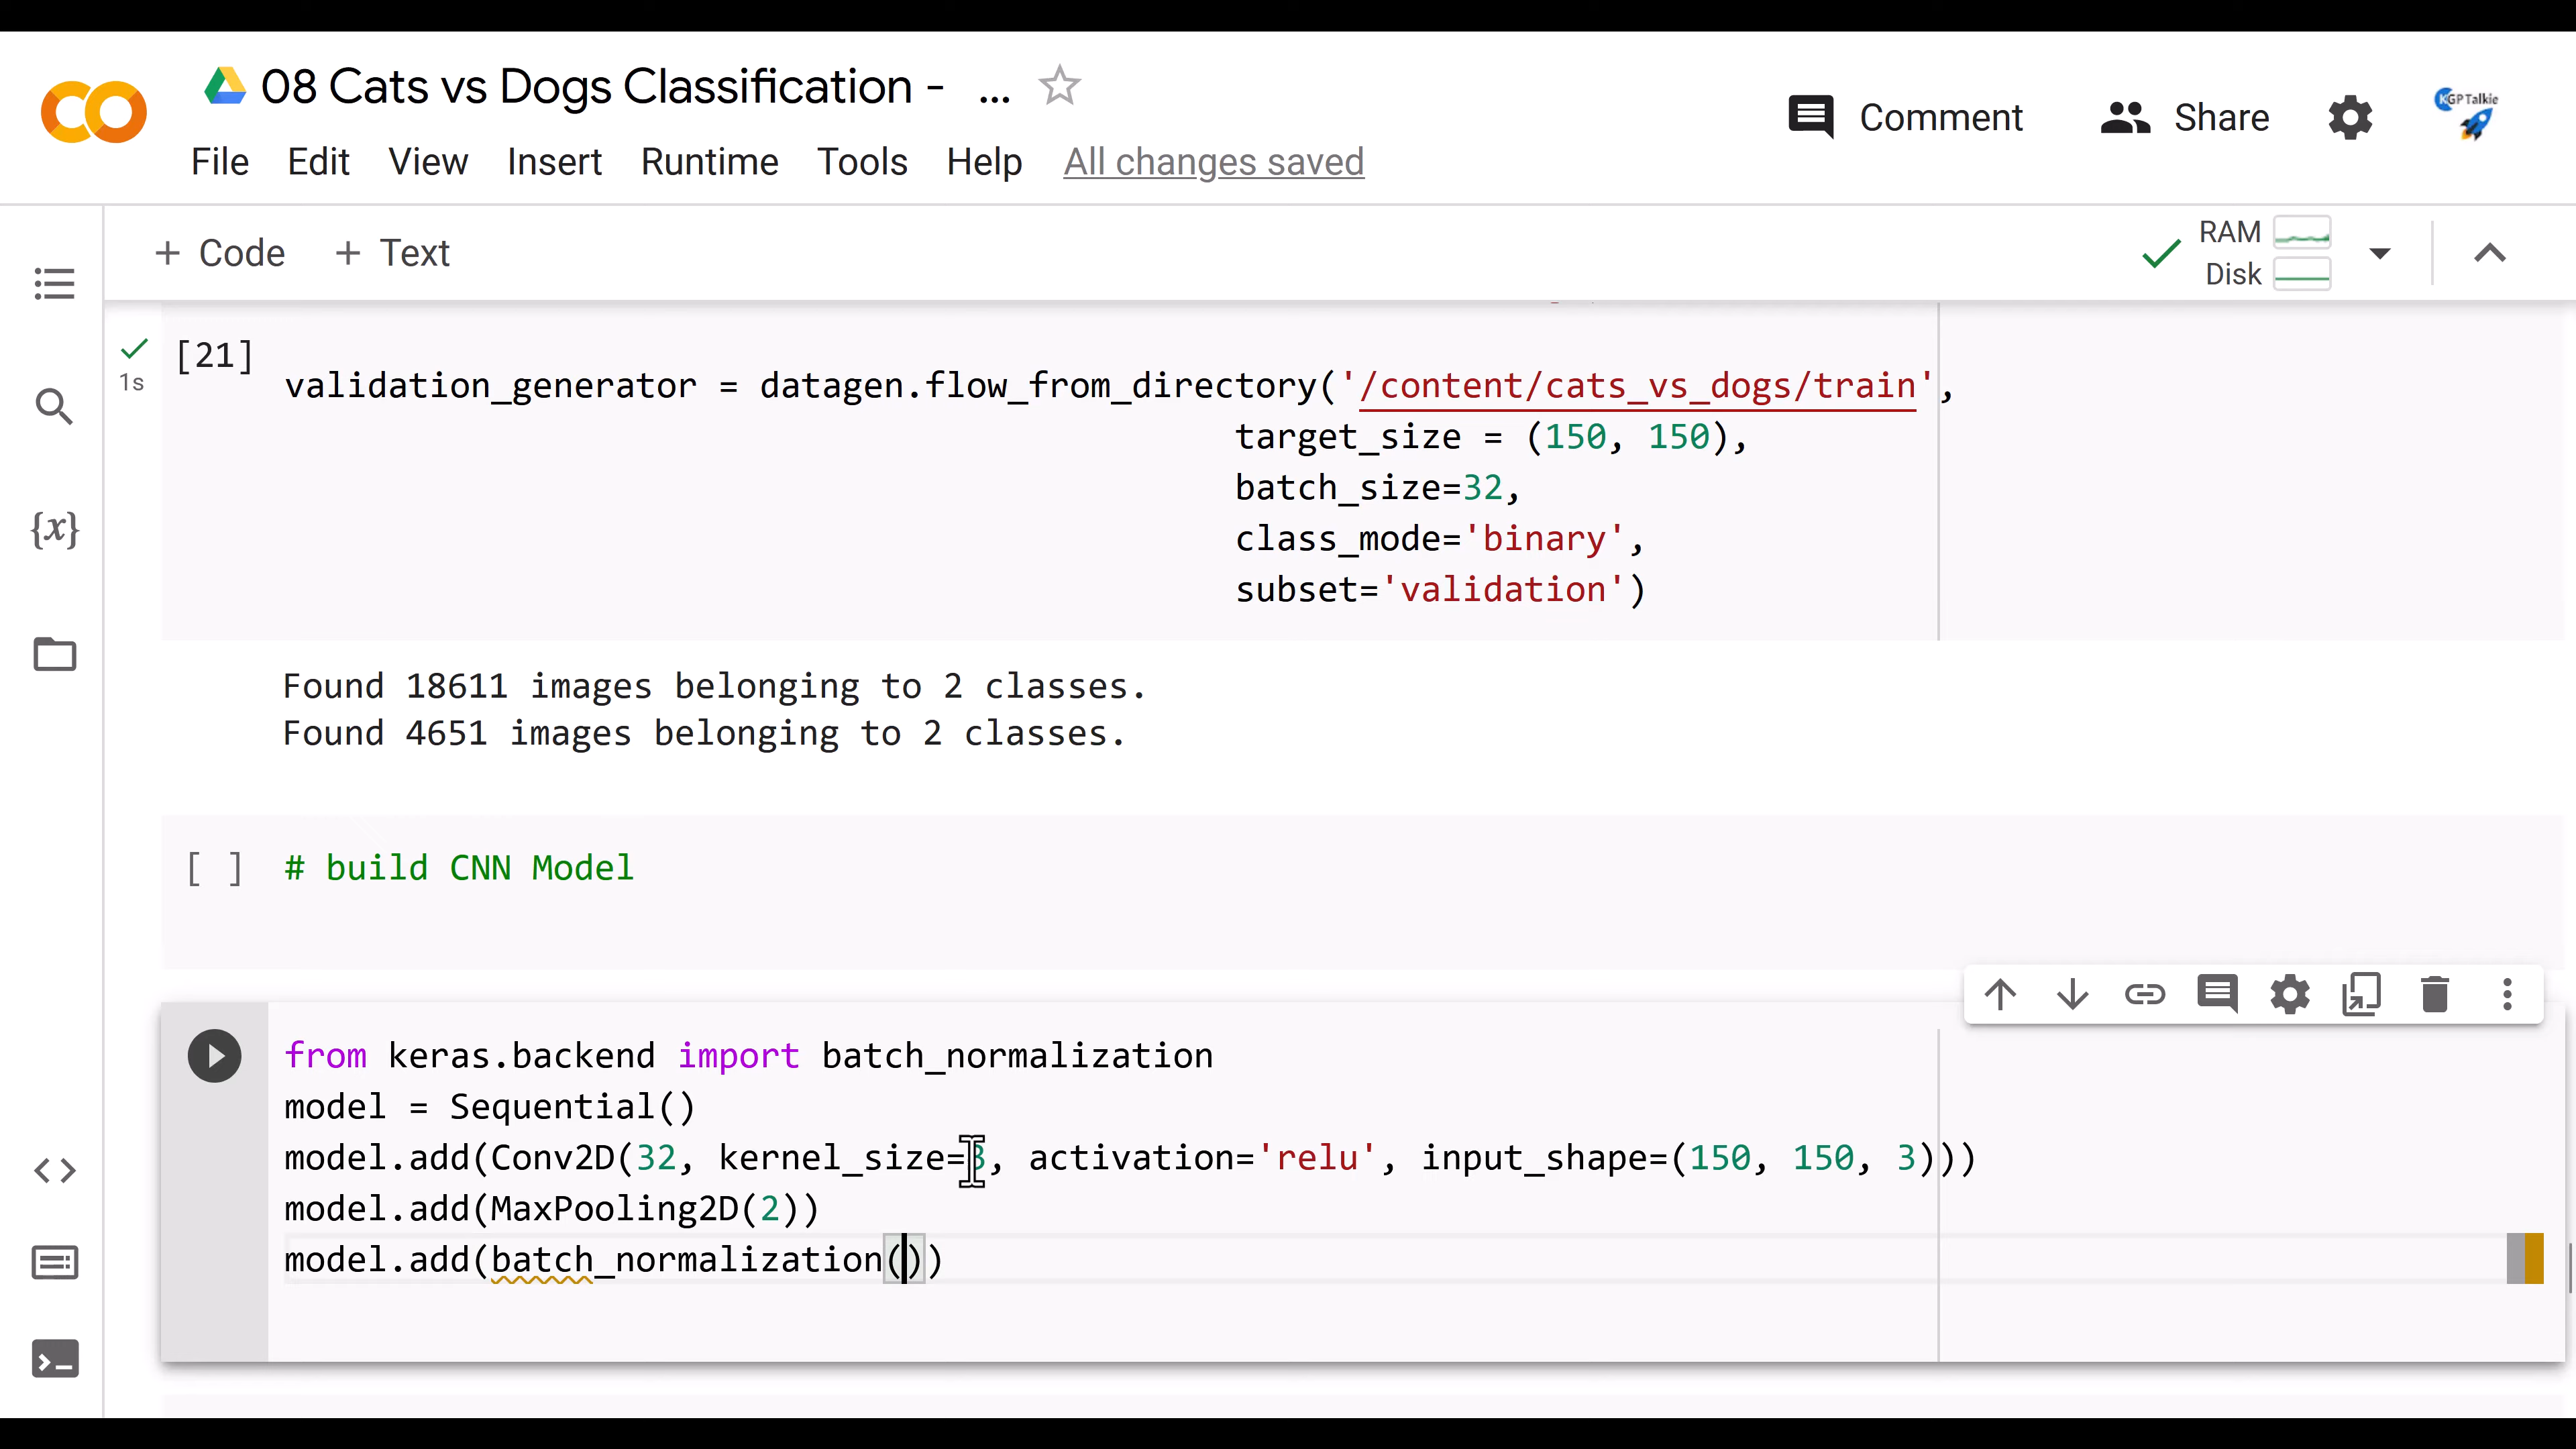 08 Cats vs Dogs Classification - ...
Comment
Share
KGP Talkie
File Edit View Insert Runtime Tools Help All changes saved
+ Code + Text
RAM
Disk
[21]
1s
validation_generator = datagen.flow_from_directory('/content/cats_vs_dogs/train',
target_size = (150, 150),
batch_size=32,
class_mode='binary',
subset='validation')
Found 18611 images belonging to 2 classes.
Found 4651 images belonging to 2 classes.
[ ] # build CNN Model
from keras.backend import batch_normalization
model = Sequential()
model.add(Conv2D(32, kernel_size=3, activation='relu', input_shape=(150, 150, 3)))
model.add(MaxPooling2D(2))
model.add(batch_normalization())